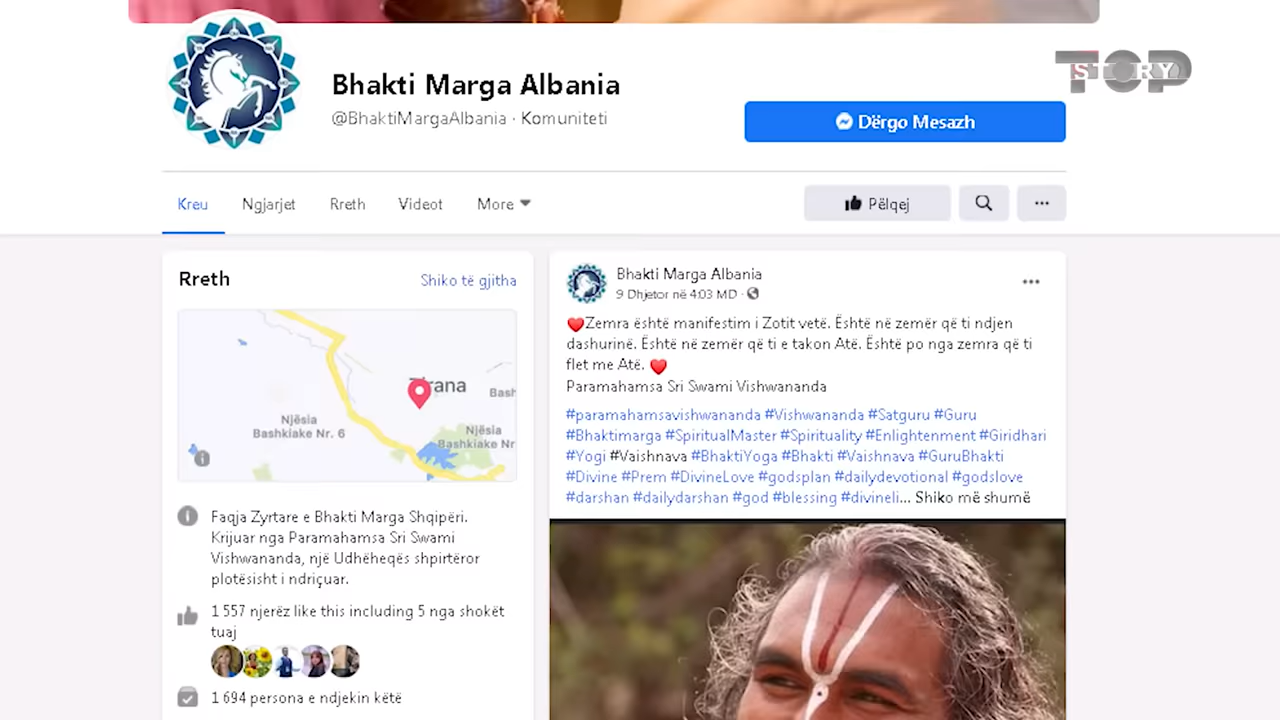 TOP
STORY
Bhakti Marga Albania
@BhaktiMargaAlbania · Komuniteti
Dërgo Mesazh
Kreu
Ngjarjet
Rreth
Videot
More
Pëlqej
Rreth
Shiko të gjitha
Tirana
Bash
Njësia
Bashkiake Nr. 6
Njësia
Bashkiake Nr
Faqja Zyrtare e Bhakti Marga Shqipëri.
Krijuar nga Paramahamsa Sri Swami
Vishwananda, një Udhëheqës shpirtëror
plotësisht i ndriçuar.
1 557 njerëz like this including 5 nga shokët
tuaj
1 694 persona e ndjekin këtë
Bhakti Marga Albania
9 Dhjetor në 4:03 MD ·
❤️Zemra është manifestim i Zotit vetë. Është në zemër që ti ndjen
dashurinë. Është në zemër që ti e takon Atë. Është po nga zemra që ti
flet me Atë. ❤️
Paramahamsa Sri Swami Vishwananda
#paramahamsavishwananda #Vishwananda #Satguru #Guru
#Bhaktimarga #SpiritualMaster #Spirituality #Enlightenment #Giridhari
#Yogi #Vaishnava #BhaktiYoga #Bhakti #Vaishnava #GuruBhakti
#Divine #Prem #DivineLove #godsplan #dailydevotional #godslove
#darshan #dailydarshan #god #blessing #divineli... Shiko më shumë